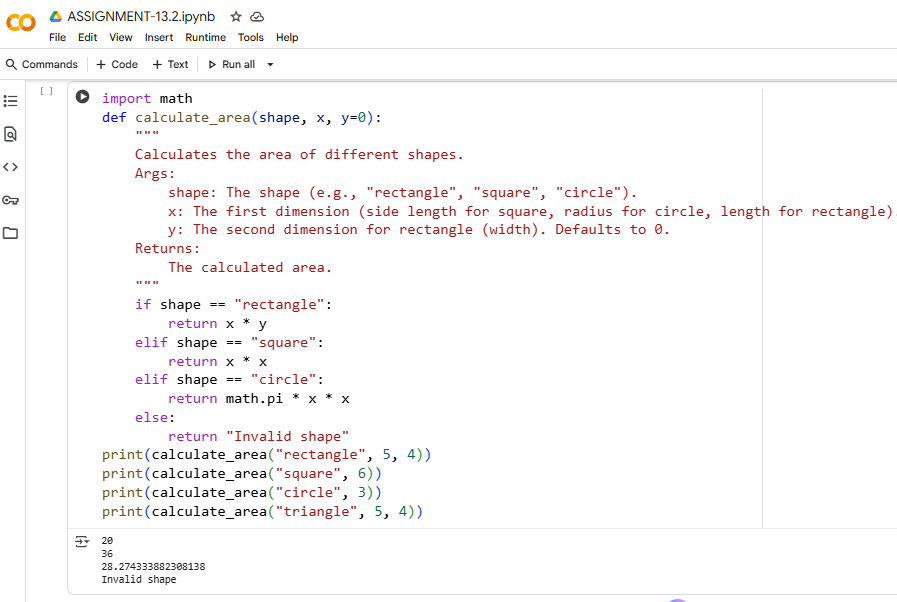 ASSIGNMENT-13.2.ipynb
File Edit View Insert Runtime Tools Help
Commands + Code + Text Run all
[ ]
import math
def calculate_area(shape, x, y=0):
    """
    Calculates the area of different shapes.
    Args:
        shape: The shape (e.g., "rectangle", "square", "circle").
        x: The first dimension (side length for square, radius for circle, length for rectangle).
        y: The second dimension for rectangle (width). Defaults to 0.
    Returns:
        The calculated area.
    """
    if shape == "rectangle":
        return x * y
    elif shape == "square":
        return x * x
    elif shape == "circle":
        return math.pi * x * x
    else:
        return "Invalid shape"
print(calculate_area("rectangle", 5, 4))
print(calculate_area("square", 6))
print(calculate_area("circle", 3))
print(calculate_area("triangle", 5, 4))
20
36
28.274333882308138
Invalid shape